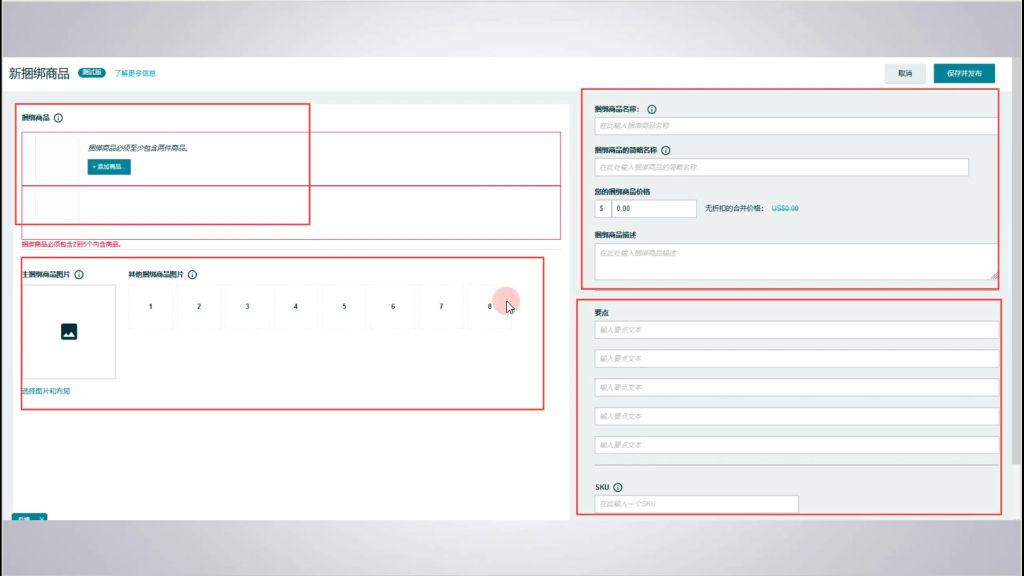 新捆绑商品 测试版 了解更多信息
取消 保存并发布
捆绑商品
捆绑商品必须至少包含两件商品。
+ 添加商品...
捆绑商品必须包含2到5个内含商品。
主捆绑商品图片 其他捆绑商品图片
1 2 3 4 5 6 7 8
选择图片和布局
捆绑商品名称：
在此输入捆绑商品名称
捆绑商品的简略名称
在此处输入捆绑商品的简略名称
您的捆绑商品价格
$ 0.00 无折扣的合并价格： US$0.00
捆绑商品描述
在此处输入捆绑商品描述
要点
输入要点文本
输入要点文本
输入要点文本
输入要点文本
输入要点文本
SKU
在此输入一个SKU